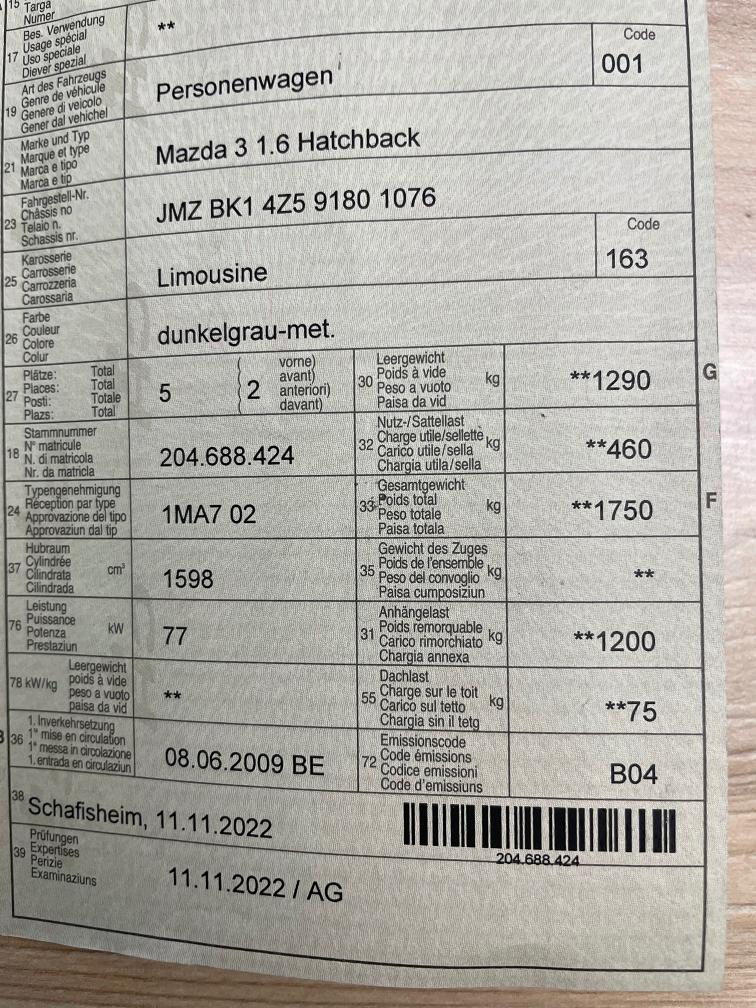 15 Targa
Numer
17 Bes. Verwendung
Usage spécial
Uso speciale
Diever spezial
**
19 Art des Fahrzeugs
Genre de véhicule
Genere di veicolo
Gener dal vehichel
Personenwagen
Code
001
21 Marke und Typ
Marque et type
Marca e tipo
Marca e tip
Mazda 3 1.6 Hatchback
23 Fahrgestell-Nr.
Châssis no
Telaio n.
Schassis nr.
JMZ BK1 4Z5 9180 1076
25 Karosserie
Carrosserie
Carrozzeria
Carossaria
Limousine
Code
163
26 Farbe
Couleur
Colore
Colur
dunkelgrau-met.
27 Plätze: Total
Places: Total
Posti: Totale
Plazs: Total
5
( 2 vorne)
avant)
anteriori)
davant)
30 Leergewicht
Poids à vide
Peso a vuoto
Paisa da vid
kg
**1290
G
18 Stammnummer
N° matricule
N. di matricola
Nr. da matricla
204.688.424
32 Nutz-/Sattellast
Charge utile/sellette
Carico utile/sella
Chargia utila/sella
kg
**460
24 Typengenehmigung
Réception par type
Approvazione del tipo
Approvaziun dal tip
1MA7 02
33 Gesamtgewicht
Poids total
Peso totale
Paisa totala
kg
**1750
F
37 Hubraum
Cylindrée
Cilindrata
Cilindrada
cm³
1598
35 Gewicht des Zuges
Poids de l'ensemble
Peso del convoglio
Paisa cumposiziun
kg
**
76 Leistung
Puissance
Potenza
Prestaziun
kW
77
31 Anhängelast
Poids remorquable
Carico rimorchiato
Chargia annexa
kg
**1200
78 kW/kg Leergewicht
poids à vide
peso a vuoto
paisa da vid
**
55 Dachlast
Charge sur le toit
Carico sul tetto
Chargia sin il tetg
kg
**75
36 1. Inverkehrsetzung
1re mise en circulation
1a messa in circolazione
1. entrada en circulaziun
08.06.2009 BE
72 Emissionscode
Code émissions
Codice emissioni
Code d'emissiuns
B04
38
Schafisheim, 11.11.2022
204.688.424
39 Prüfungen
Expertises
Perizie
Examinaziuns
11.11.2022 / AG